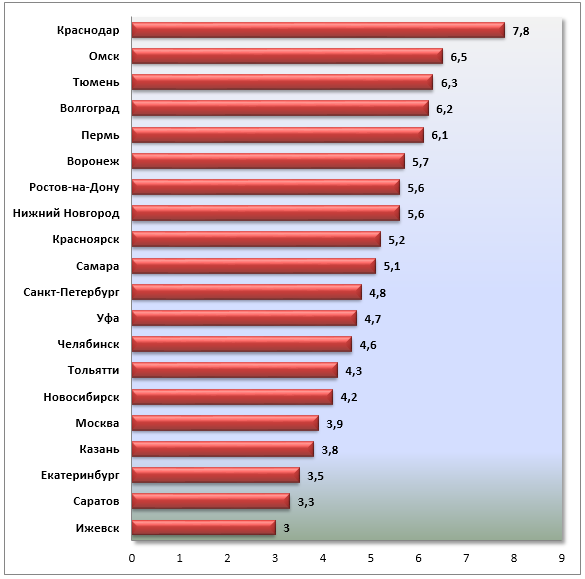 Краснодар 7,8
Омск 6,5
Тюмень 6,3
Волгоград 6,2
Пермь 6,1
Воронеж 5,7
Ростов-на-Дону 5,6
Нижний Новгород 5,6
Красноярск 5,2
Самара 5,1
Санкт-Петербург 4,8
Уфа 4,7
Челябинск 4,6
Тольятти 4,3
Новосибирск 4,2
Москва 3,9
Казань 3,8
Екатеринбург 3,5
Саратов 3,3
Ижевск 3
0 1 2 3 4 5 6 7 8 9